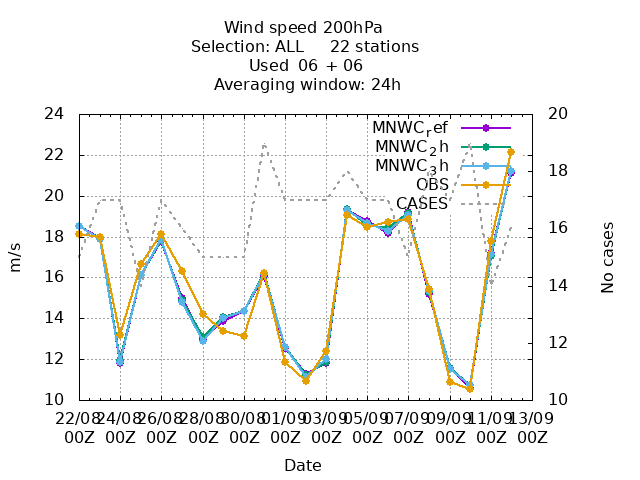 Wind speed 200hPa
Selection: ALL 22 stations
Used 06 + 06
Averaging window: 24h
24
22
20
18
16
14
12
10
m/s
20
18
16
14
12
10
No cases
MNWCref
MNWC2h
MNWC3h
OBS
CASES
22/08 24/08 26/08 28/08 30/08 01/09 03/09 05/09 07/09 09/09 11/09 13/09
00Z 00Z 00Z 00Z 00Z 00Z 00Z 00Z 00Z 00Z 00Z 00Z
Date